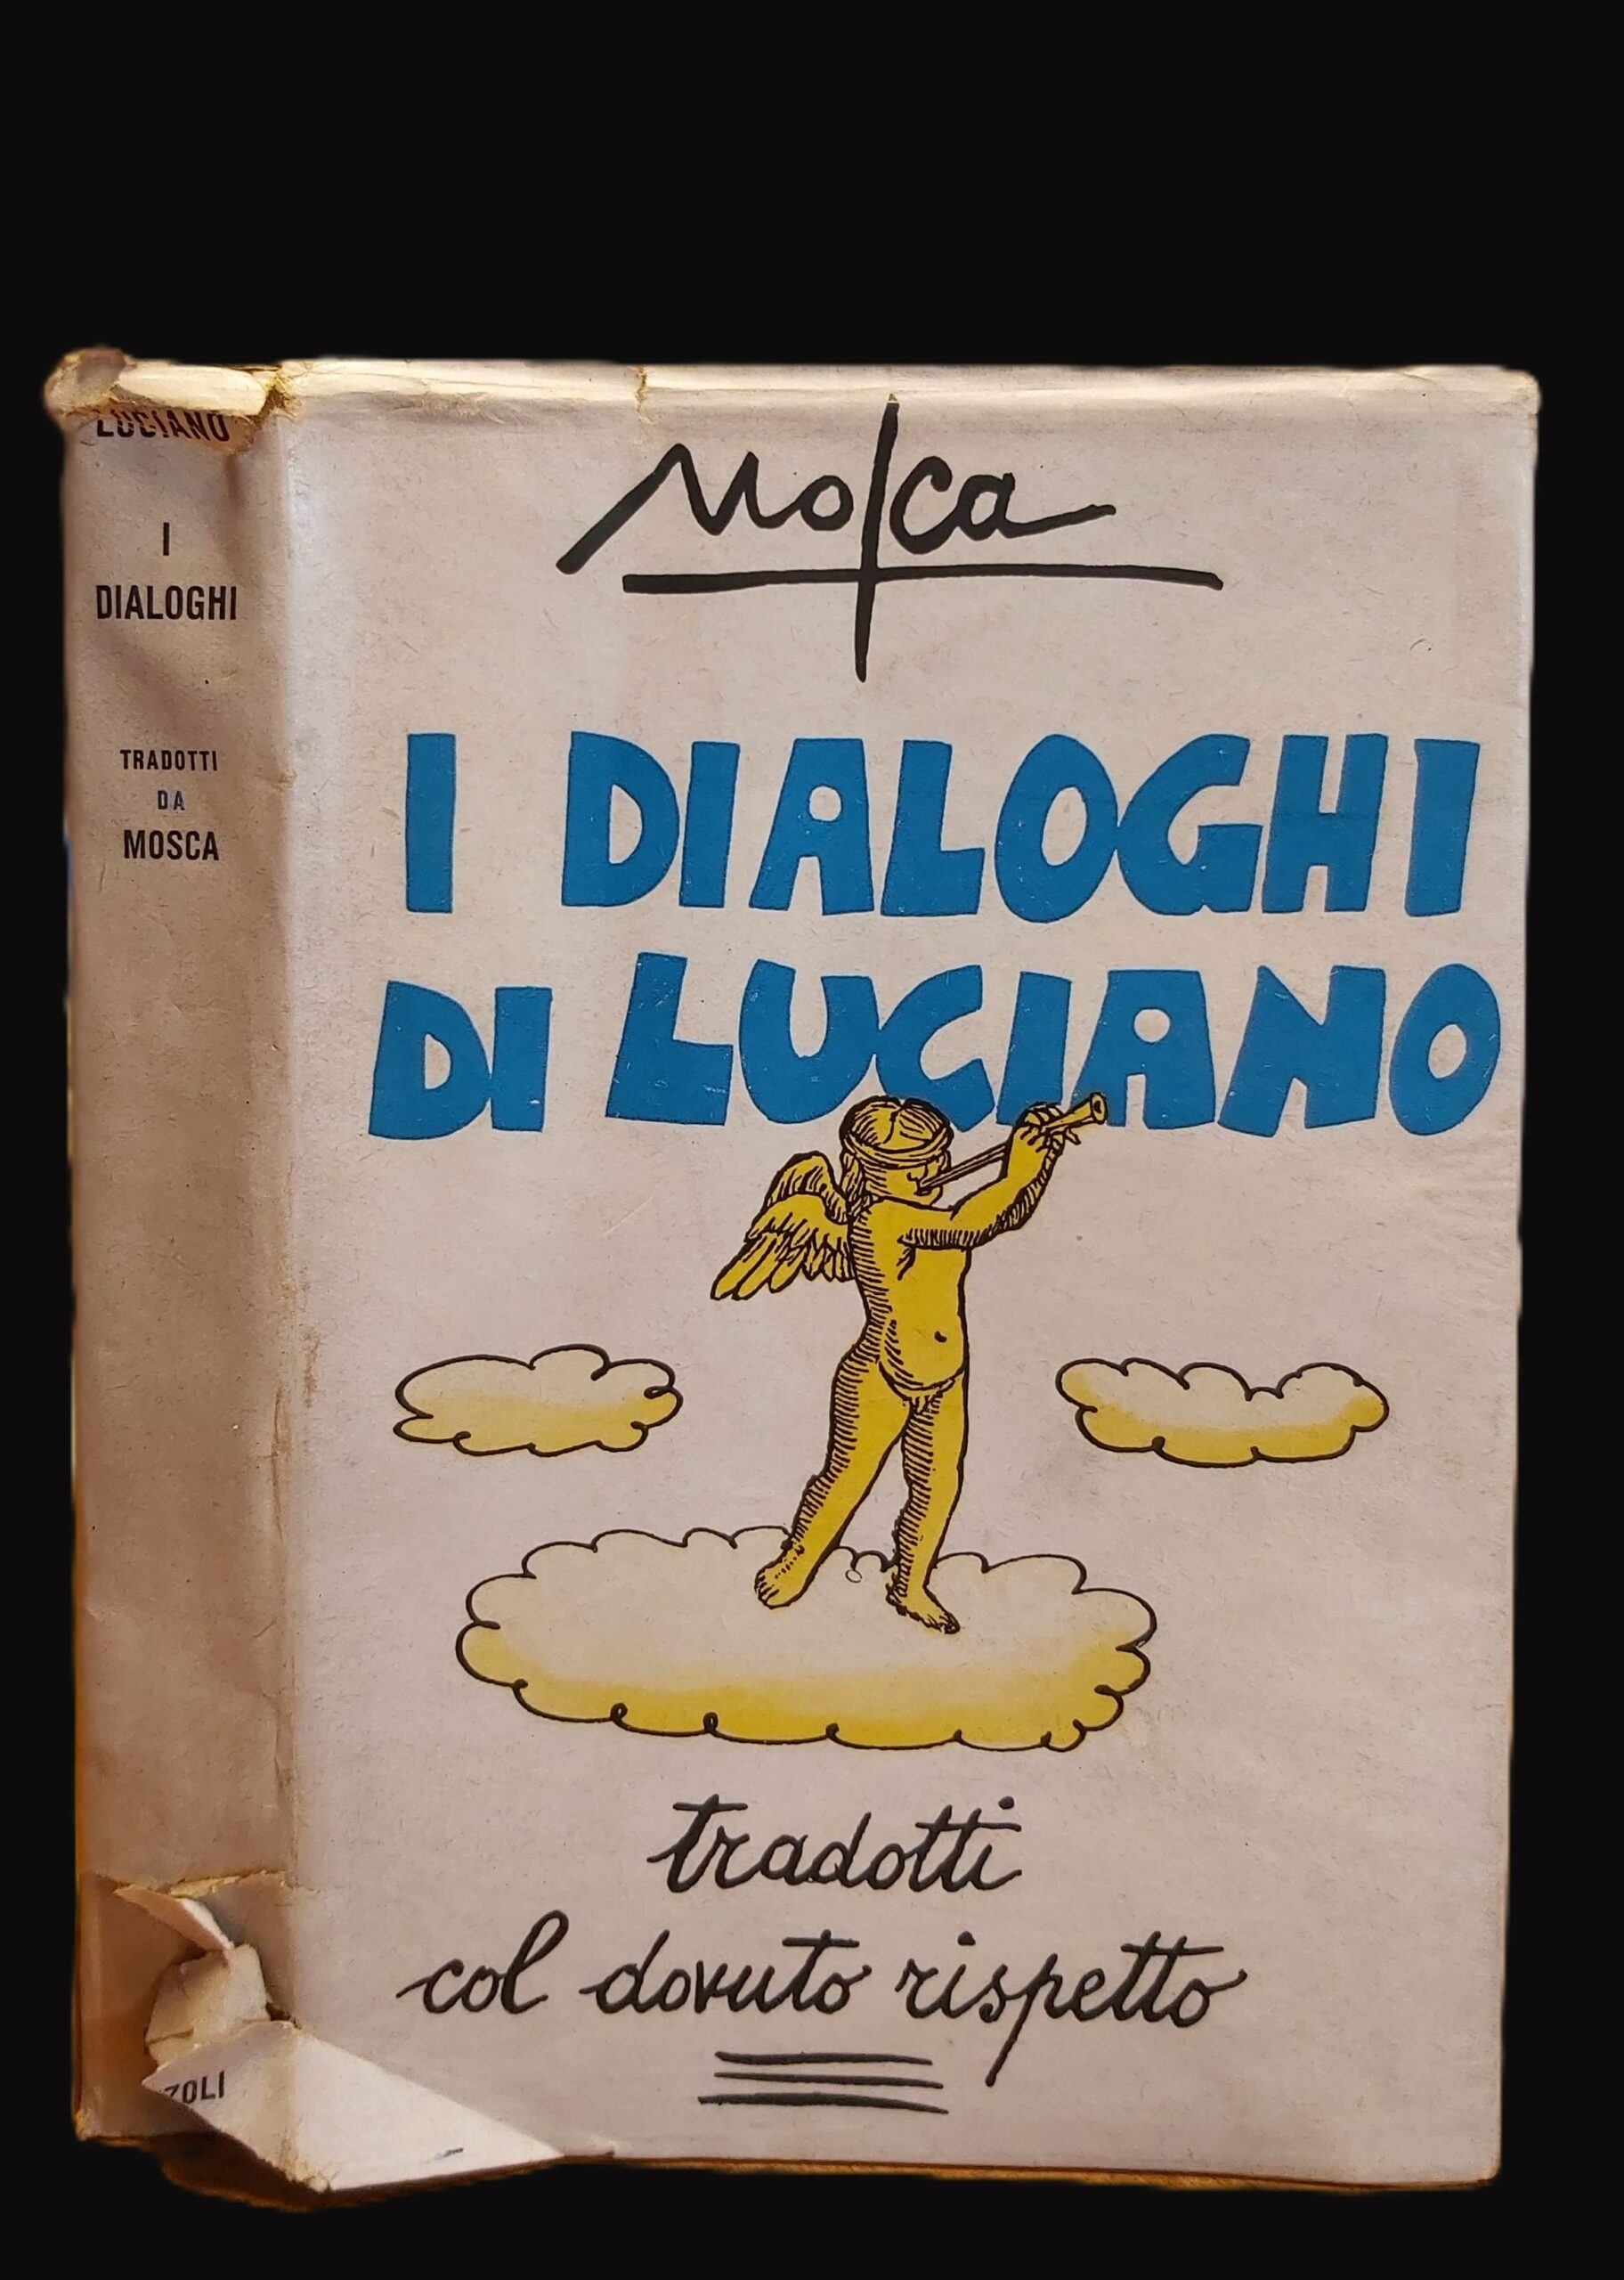 LUCIANO
I
DIALOGHI
TRADOTTI
DA
MOSCA
ZOLI
Mosca
I DIALOGHI
DI LUCIANO
tradotti
col dovuto rispetto